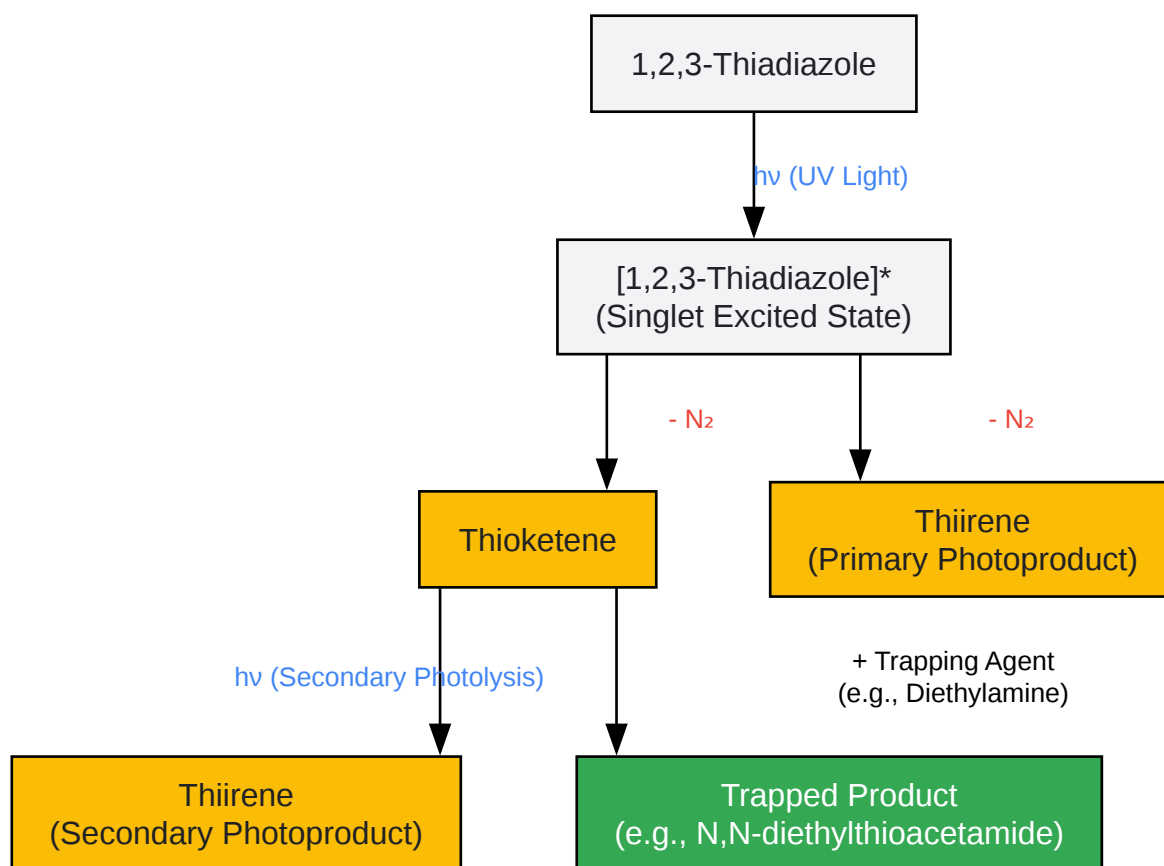 1,2,3-Thiadiazole
hν (UV Light)
[1,2,3-Thiadiazole]*
(Singlet Excited State)
- N₂
- N₂
Thioketene
Thiirene
(Primary Photoproduct)
hν (Secondary Photolysis)
+ Trapping Agent
(e.g., Diethylamine)
Thiirene
(Secondary Photoproduct)
Trapped Product
(e.g., N,N-diethylthioacetamide)